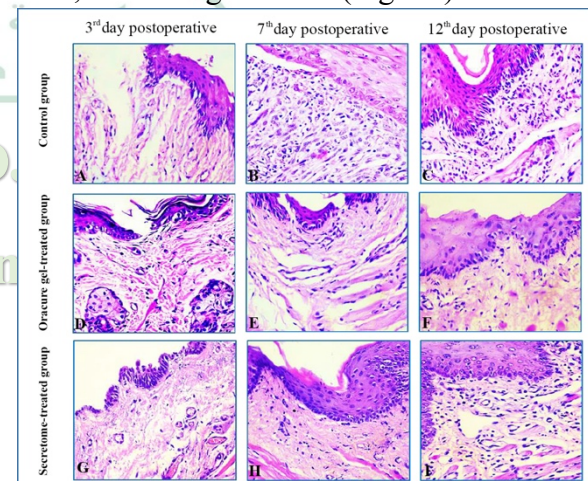 3rd day postoperative 7th day postoperative 12th day postoperative
Control group
A B C
Oracure gel-treated group
D E F
Secretome-treated group
G H I